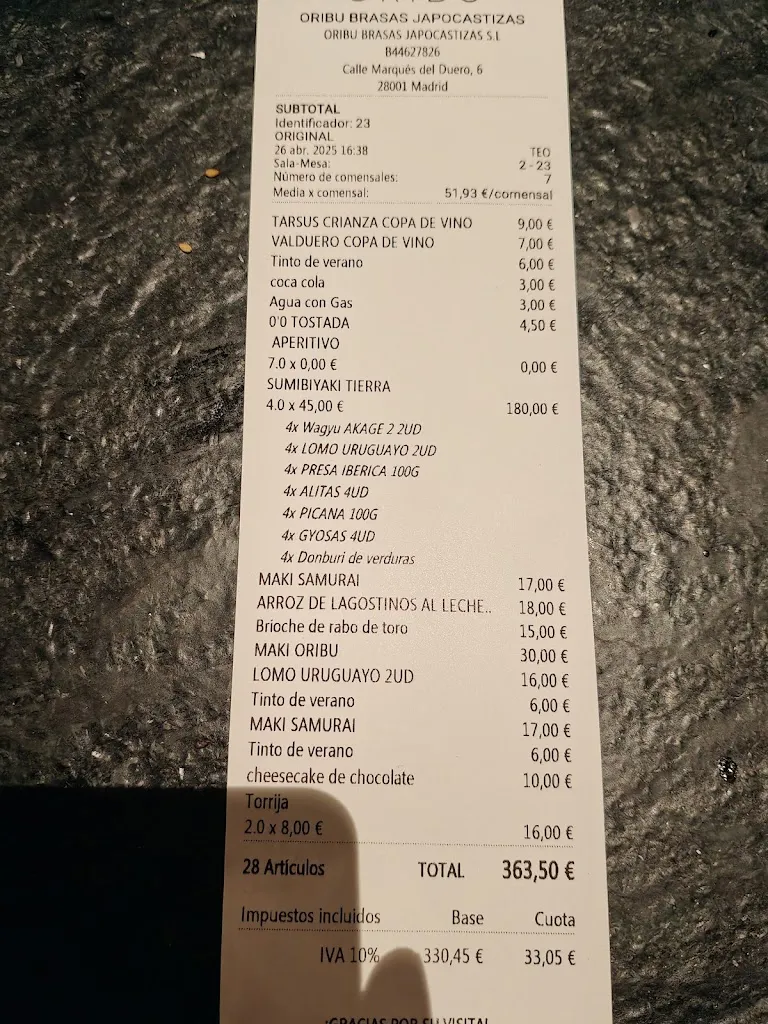 ORIBU BRASAS JAPOCASTIZAS
ORIBU BRASAS JAPOCASTIZAS S.L
B44627826
Calle Marqués del Duero, 6
28001 Madrid
SUBTOTAL
Identificador: 23
ORIGINAL
26 abr. 2025 16:38 TEO
Sala-Mesa: 2 - 23
Número de comensales: 7
Media x comensal: 51,93 €/comensal
TARSUS CRIANZA COPA DE VINO 9,00 €
VALDUERO COPA DE VINO 7,00 €
Tinto de verano 6,00 €
coca cola 3,00 €
Agua con Gas 3,00 €
0'0 TOSTADA 4,50 €
APERITIVO
7.0 x 0,00 € 0,00 €
SUMIBIYAKI TIERRA
4.0 x 45,00 € 180,00 €
4x Wagyu AKAGE 2 2UD
4x LOMO URUGUAYO 2UD
4x PRESA IBERICA 100G
4x ALITAS 4UD
4x PICANA 100G
4x GYOSAS 4UD
4x Donburi de verduras
MAKI SAMURAI 17,00 €
ARROZ DE LAGOSTINOS AL LECHE.. 18,00 €
Brioche de rabo de toro 15,00 €
MAKI ORIBU 30,00 €
LOMO URUGUAYO 2UD 16,00 €
Tinto de verano 6,00 €
MAKI SAMURAI 17,00 €
Tinto de verano 6,00 €
cheesecake de chocolate 10,00 €
Torrija
2.0 x 8,00 € 16,00 €
28 Artículos TOTAL 363,50 €
Impuestos incluidos Base Cuota
IVA 10% 330,45 € 33,05 €
¡GRACIAS POR SU VISITA!